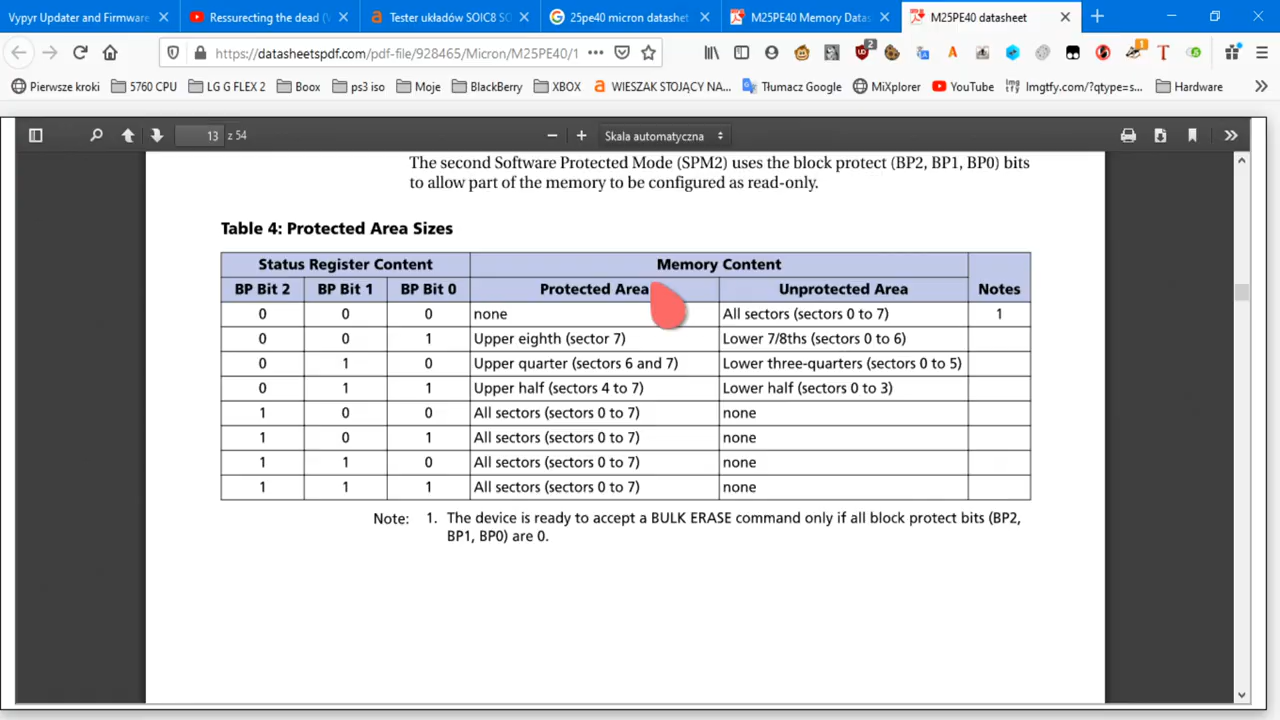 Vypyr Updater and Firmware
Ressurecting the dead (V
Tester układów SOIC8 SO
25pe40 micron datasheet
M25PE40 Memory Datas
M25PE40 datasheet
https://datasheetspdf.com/pdf-file/928465/Micron/M25PE40/1
Pierwsze kroki
5760 CPU
LG G FLEX 2
Boox
ps3 iso
Moje
BlackBerry
XBOX
WIESZAK STOJĄCY NA...
Tłumacz Google
MiXplorer
YouTube
Imgtfy.com/?qtype=s...
Hardware
13 z 54
Skala automatyczna
The second Software Protected Mode (SPM2) uses the block protect (BP2, BP1, BP0) bits
to allow part of the memory to be configured as read-only.
Table 4: Protected Area Sizes
Status Register Content Memory Content
BP Bit 2 BP Bit 1 BP Bit 0 Protected Area Unprotected Area Notes
0 0 0 none All sectors (sectors 0 to 7) 1
0 0 1 Upper eighth (sector 7) Lower 7/8ths (sectors 0 to 6)
0 1 0 Upper quarter (sectors 6 and 7) Lower three-quarters (sectors 0 to 5)
0 1 1 Upper half (sectors 4 to 7) Lower half (sectors 0 to 3)
1 0 0 All sectors (sectors 0 to 7) none
1 0 1 All sectors (sectors 0 to 7) none
1 1 0 All sectors (sectors 0 to 7) none
1 1 1 All sectors (sectors 0 to 7) none
Note: 1. The device is ready to accept a BULK ERASE command only if all block protect bits (BP2,
BP1, BP0) are 0.